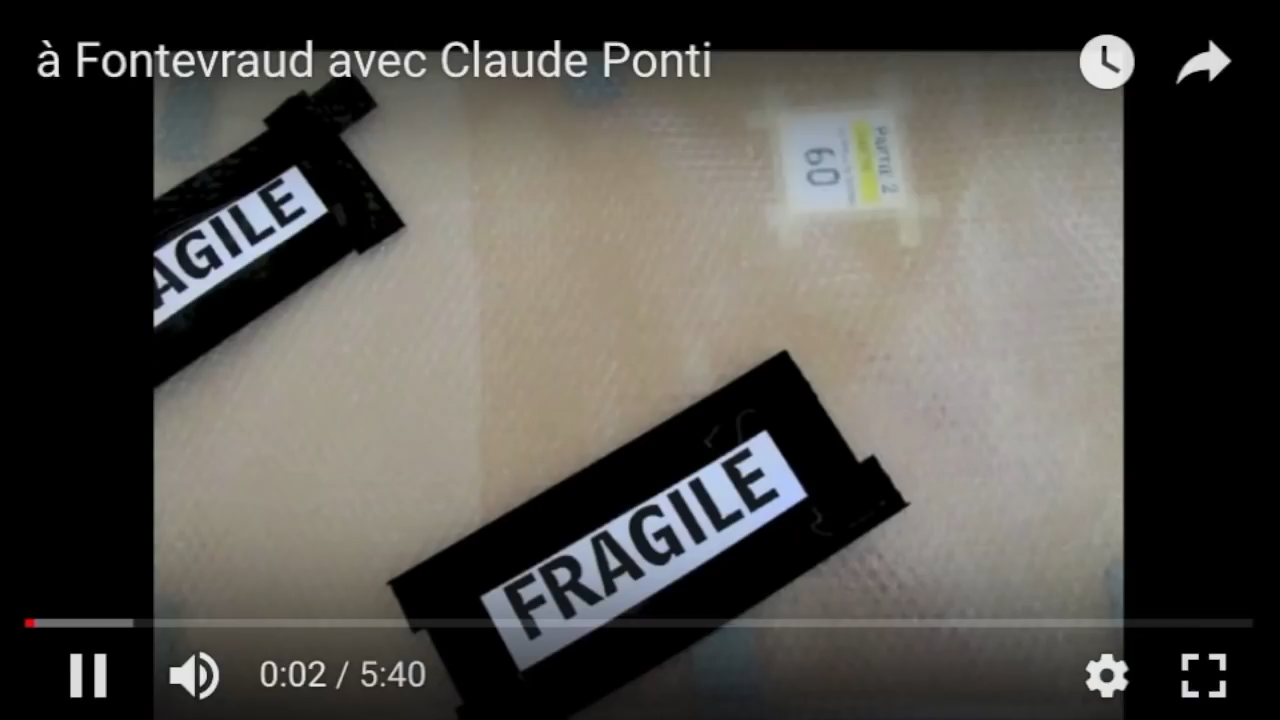 à Fontevraud avec Claude Ponti
PARTIE 2
60
AGILE
FRAGILE
0:02 / 5:40